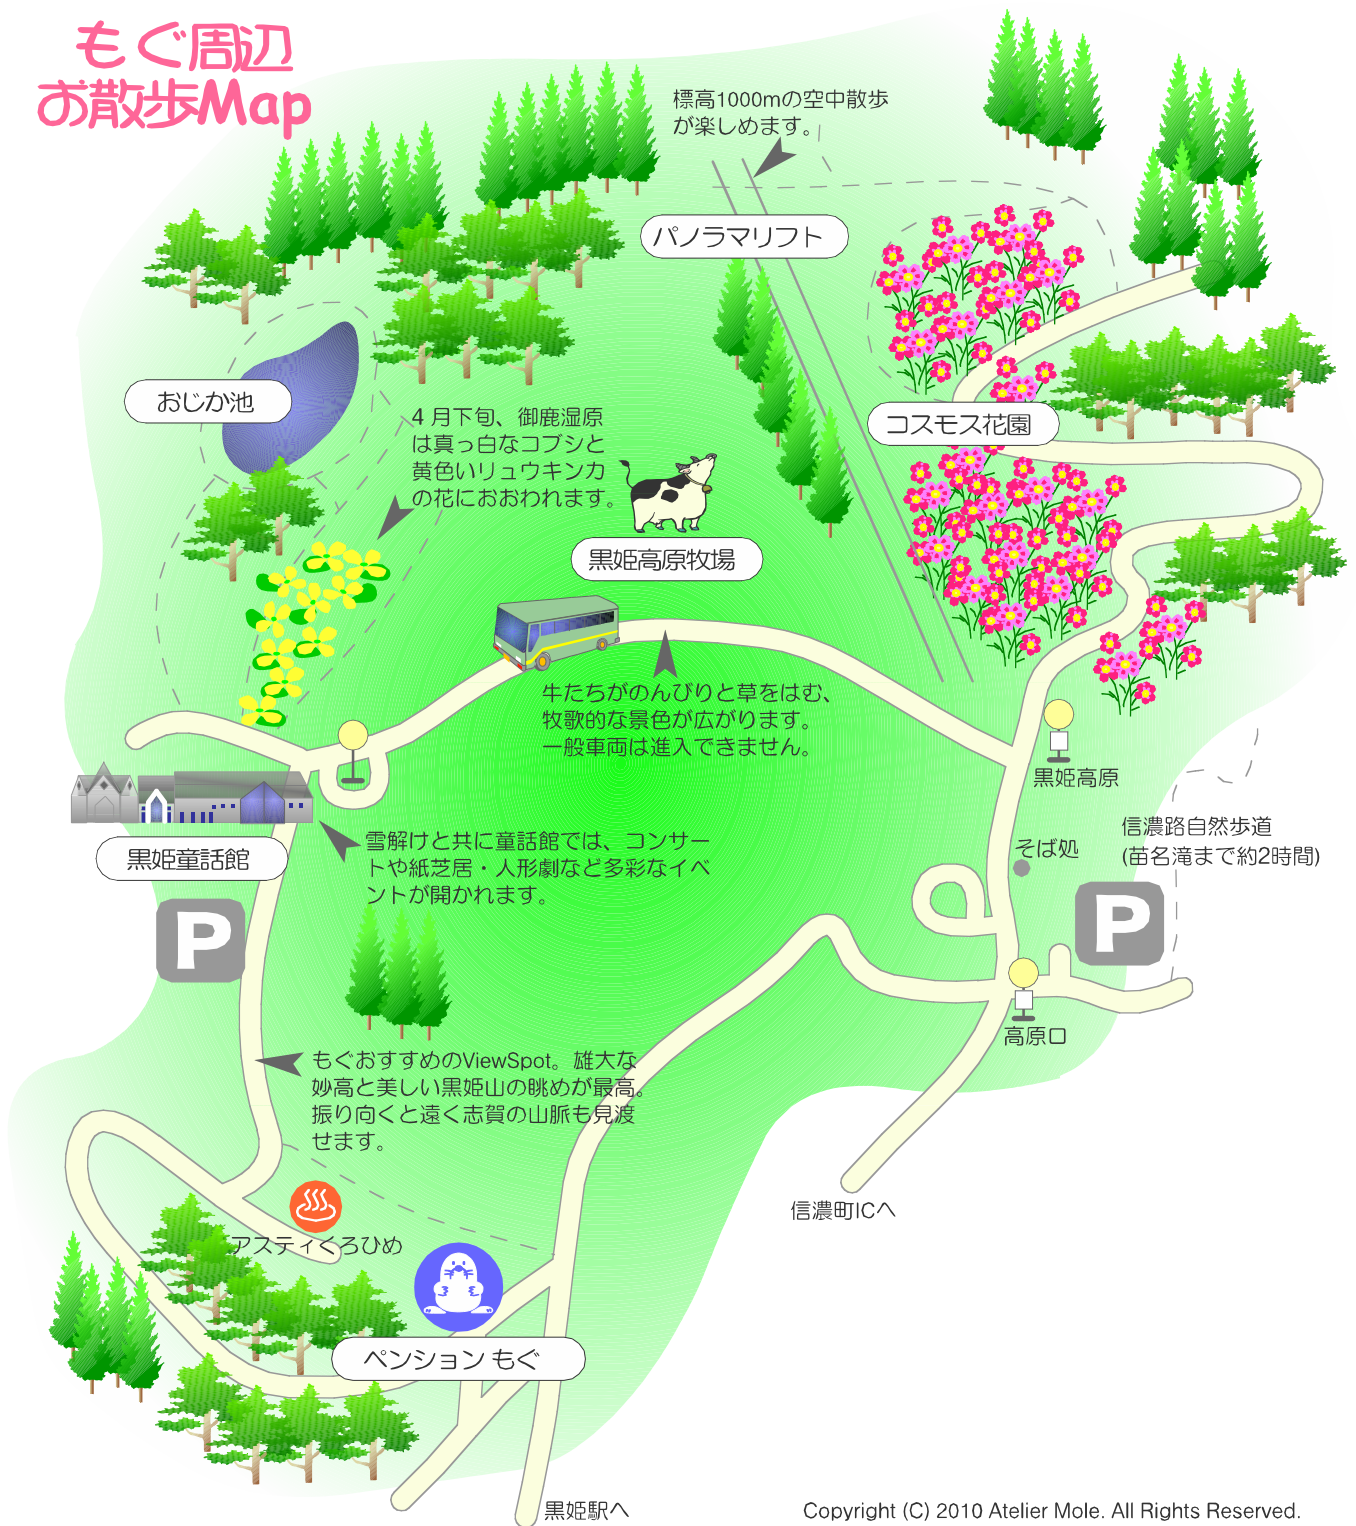 もぐ周辺
お散歩Map
標高1000mの空中散歩
が楽しめます。
パノラマリフト
おじか池
コスモス花園
4月下旬、御鹿湿原
は真っ白なコブシと
黄色いリュウキンカ
の花におおわれます。
黒姫高原牧場
牛たちがのんびりと草をはむ、
牧歌的な景色が広がります。
一般車両は進入できません。
黒姫高原
信濃路自然歩道
(苗名滝まで約2時間)
そば処
黒姫童話館
雪解けと共に童話館では、コンサー
トや紙芝居・人形劇など多彩なイベ
ントが開かれます。
P
P
高原口
もぐおすすめのViewSpot。雄大な
妙高と美しい黒姫山の眺めが最高。
振り向くと遠く志賀の山脈も見渡
せます。
信濃町ICへ
アスティくろひめ
ペンション もぐ
黒姫駅へ
Copyright (C) 2010 Atelier Mole. All Rights Reserved.